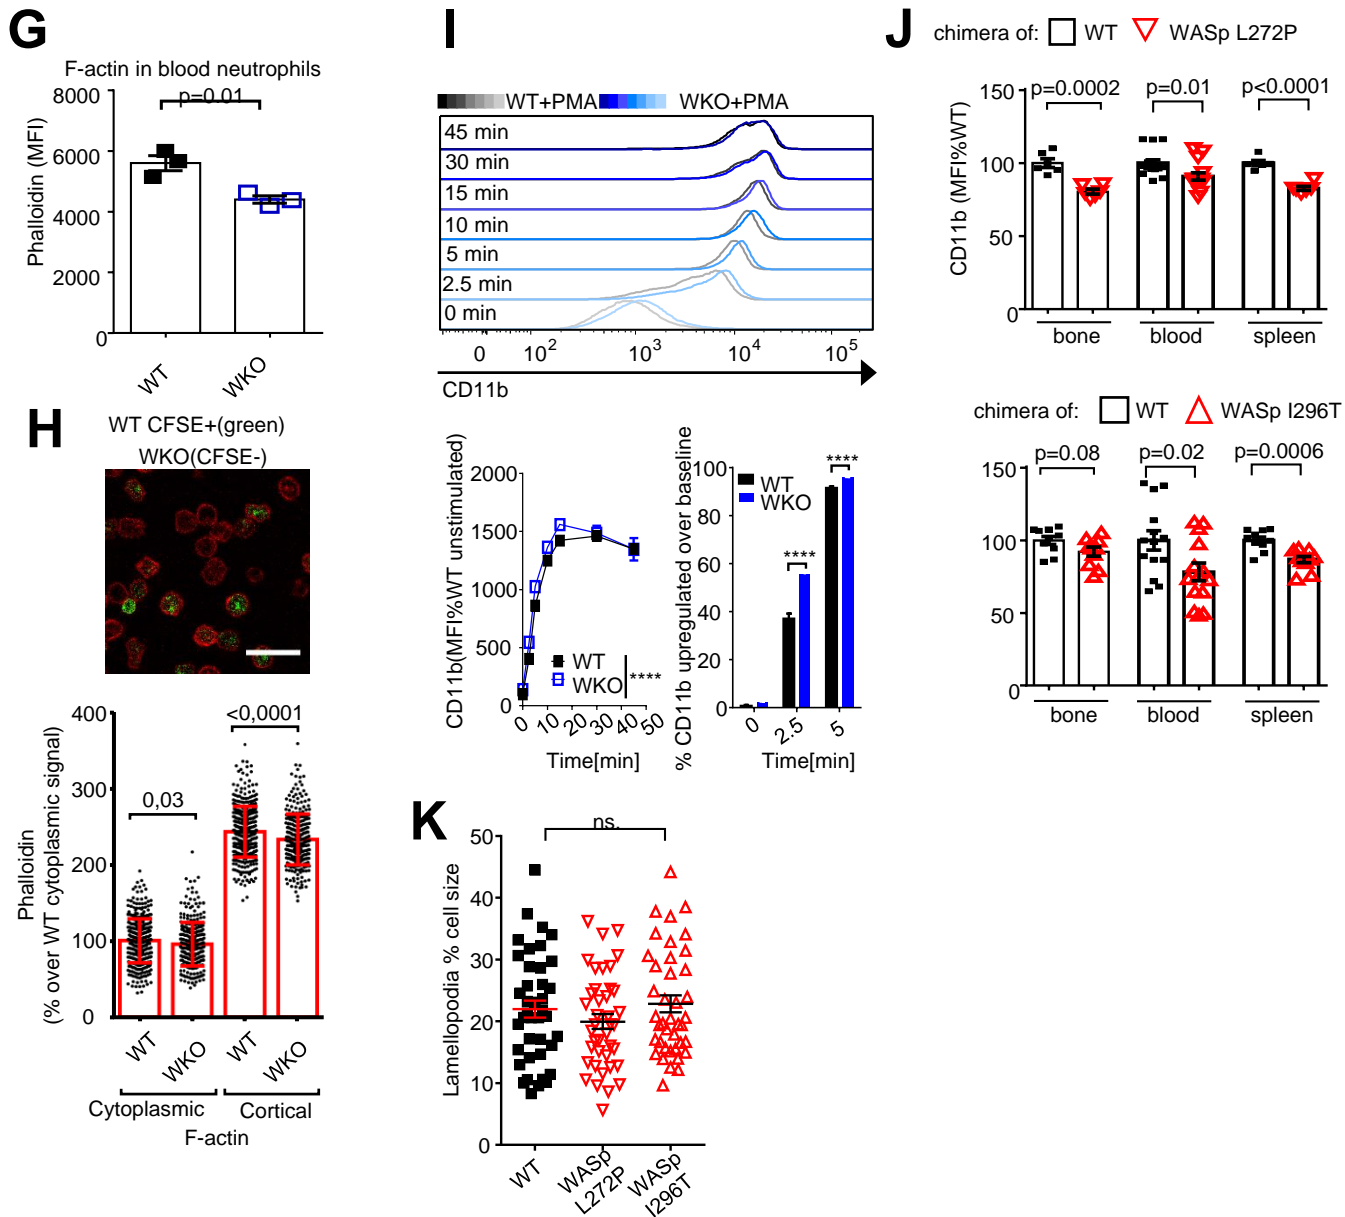 G
F-actin in blood neutrophils
p=0.01
8000
6000
4000
2000
0
Phalloidin (MFI)
WT
WKO
H
WT CFSE+(green)
WKO(CFSE-)
<0,0001
0,03
400
300
200
100
0
Phalloidin
(% over WT cytoplasmic signal)
WT
WKO
WT
WKO
Cytoplasmic
Cortical
F-actin
I
WT+PMA
WKO+PMA
45 min
30 min
15 min
10 min
5 min
2.5 min
0 min
0 10² 10³ 10⁴ 10⁵
CD11b
2000
1500
1000
500
0
CD11b(MFI%WT unstimulated)
WT
WKO
****
0 10 20 30 40 50
Time[min]
100
80
60
40
20
0
% CD11b upregulated over baseline
WT
WKO
****
****
0 2.5 5
Time[min]
J
chimera of: WT WASp L272P
p=0.0002 p=0.01 p<0.0001
150
100
50
0
CD11b (MFI%WT)
bone blood spleen
chimera of: WT WASp I296T
p=0.08 p=0.02 p=0.0006
150
100
50
0
bone blood spleen
K
ns.
50
40
30
20
10
0
Lamellopodia % cell size
WT
WASp
L272P
WASp
I296T